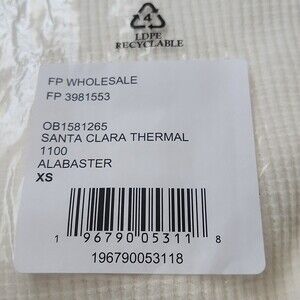 4
LDPE
RECYCLABLE
FP WHOLESALE
FP 3981553
OB1581265
SANTA CLARA THERMAL
1100
ALABASTER
XS
1 96790 05311 8
196790053118